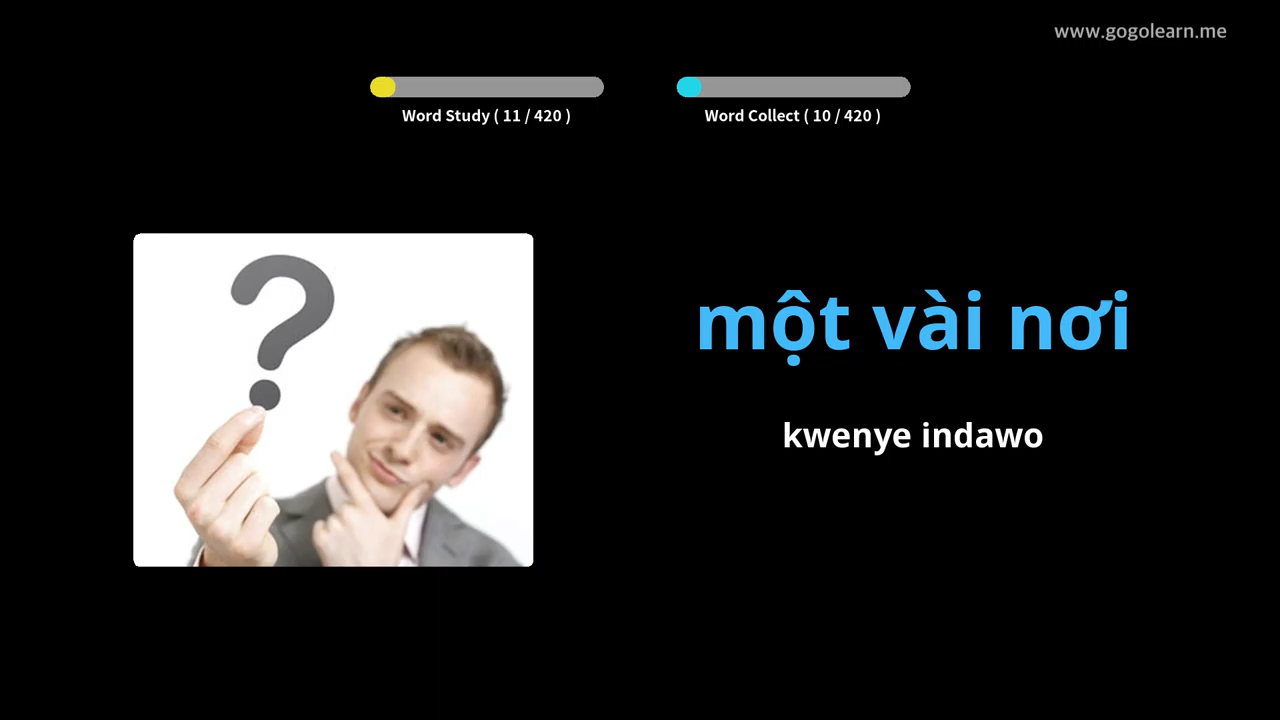 www.gogolearn.me
Word Study ( 11 / 420 )
Word Collect ( 10 / 420 )
một vài nơi
kwenye indawo